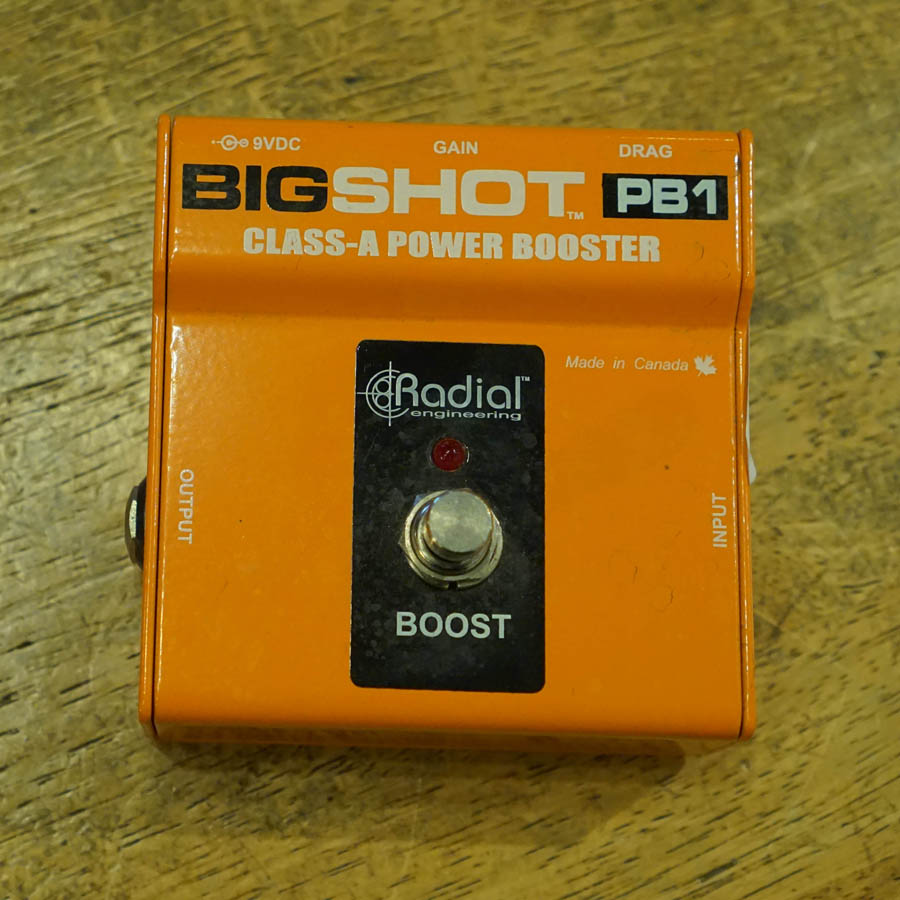 9VDC GAIN DRAG
BIGSHOT™ PB1
CLASS-A POWER BOOSTER
Made in Canada
Radial™
engineering
OUTPUT
INPUT
BOOST